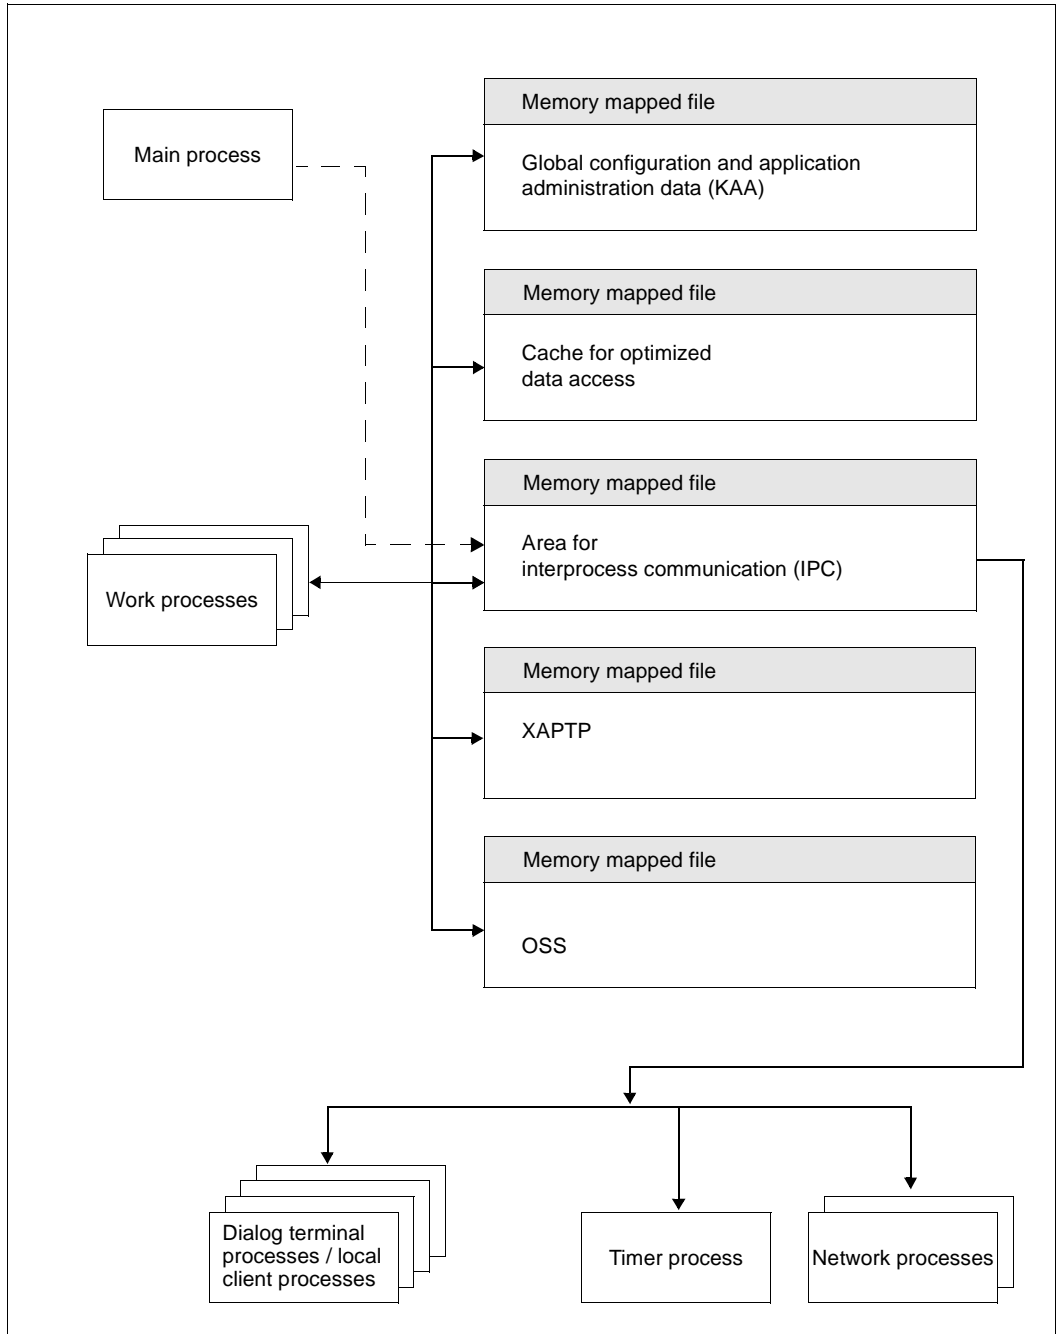 Memory mapped file
Main process
Global configuration and application
administration data (KAA)
Memory mapped file
Cache for optimized
data access
Memory mapped file
Area for
interprocess communication (IPC)
Work processes
Memory mapped file
XAPTP
Memory mapped file
OSS
Dialog terminal
processes / local
client processes
Timer process
Network processes